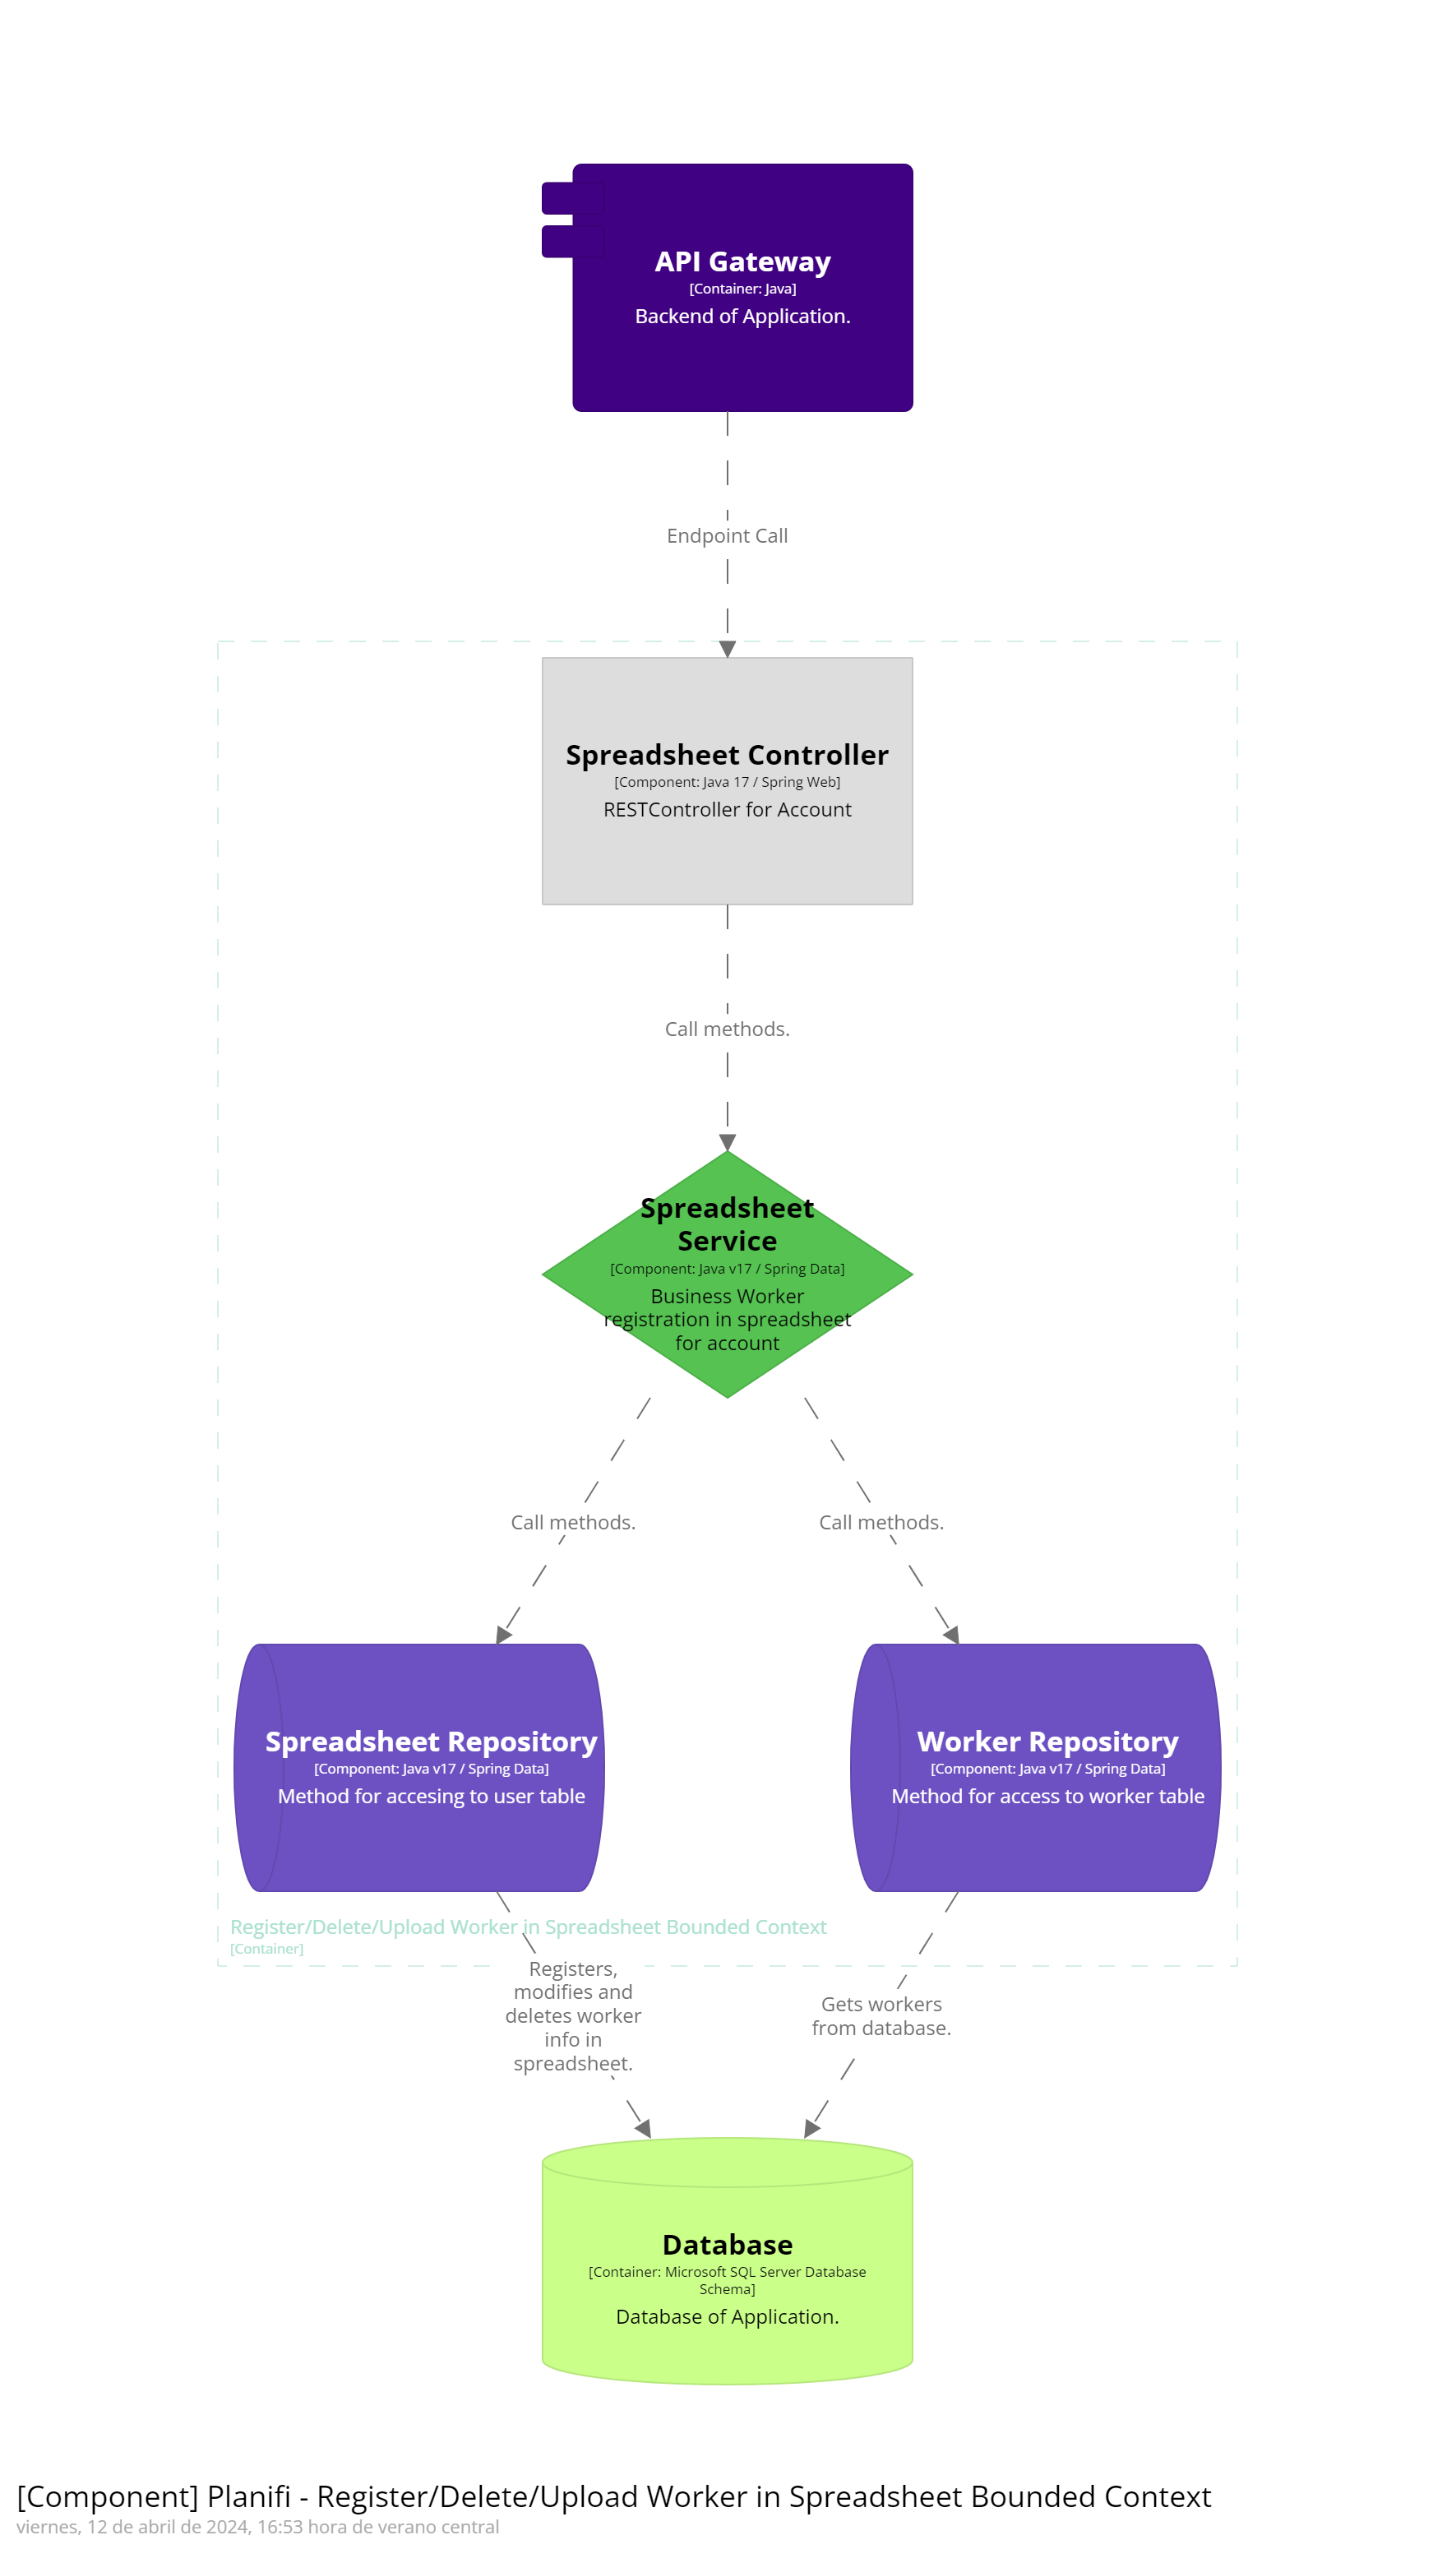 API Gateway
[Container: Java]
Backend of Application.
Endpoint Call
Spreadsheet Controller
[Component: Java 17 / Spring Web]
RESTController for Account
Call methods.
Spreadsheet
Service
[Component: Java v17 / Spring Data]
Business Worker
registration in spreadsheet
for account
Call methods.
Call methods.
Spreadsheet Repository
[Component: Java v17 / Spring Data]
Method for accesing to user table
Worker Repository
[Component: Java v17 / Spring Data]
Method for access to worker table
Register/Delete/Upload Worker in Spreadsheet Bounded Context
[Container]
Registers,
modifies and
deletes worker
info in
spreadsheet.
Gets workers
from database.
Database
[Container: Microsoft SQL Server Database
Schema]
Database of Application.
[Component] Planifi - Register/Delete/Upload Worker in Spreadsheet Bounded Context
viernes, 12 de abril de 2024, 16:53 hora de verano central